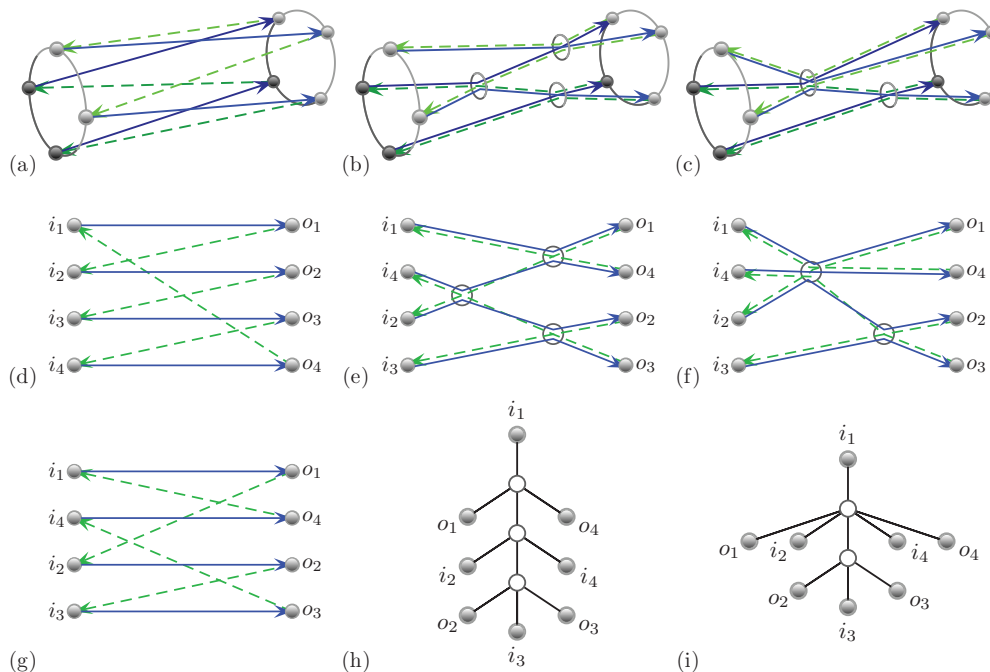 (a) (b) (c)
i₁ o₁ i₁ o₁ i₁ o₁
i₂ o₂ i₄ o₄ i₄ o₄
i₃ o₃ i₂ o₂ i₂ o₂
i₄ o₄ i₃ o₃ i₃ o₃
(d) (e) (f)
i₁ i₁
i₁ o₁
i₄ o₄ o₁ o₄ o₁ i₂ i₄ o₄
i₂ o₂ i₂ i₄
i₃ o₃ o₂ o₃ o₂ o₃
i₃ i₃
(g) (h) (i)